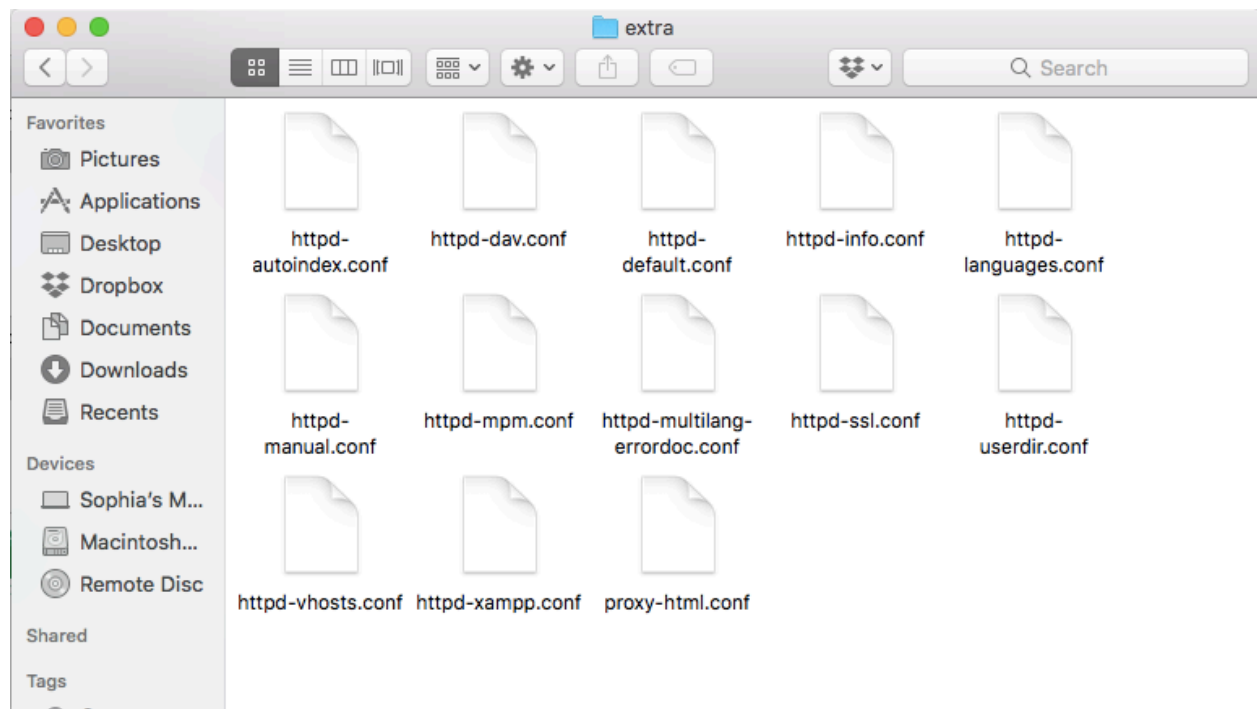 extra
Search
Favorites
Pictures
Applications
Desktop
Dropbox
Documents
Downloads
Recents
Devices
Sophia's M...
Macintosh...
Remote Disc
Shared
Tags
httpd-
autoindex.conf
httpd-dav.conf
httpd-
default.conf
httpd-info.conf
httpd-
languages.conf
httpd-
manual.conf
httpd-mpm.conf
httpd-multilang-
errordoc.conf
httpd-ssl.conf
httpd-
userdir.conf
httpd-vhosts.conf
httpd-xampp.conf
proxy-html.conf